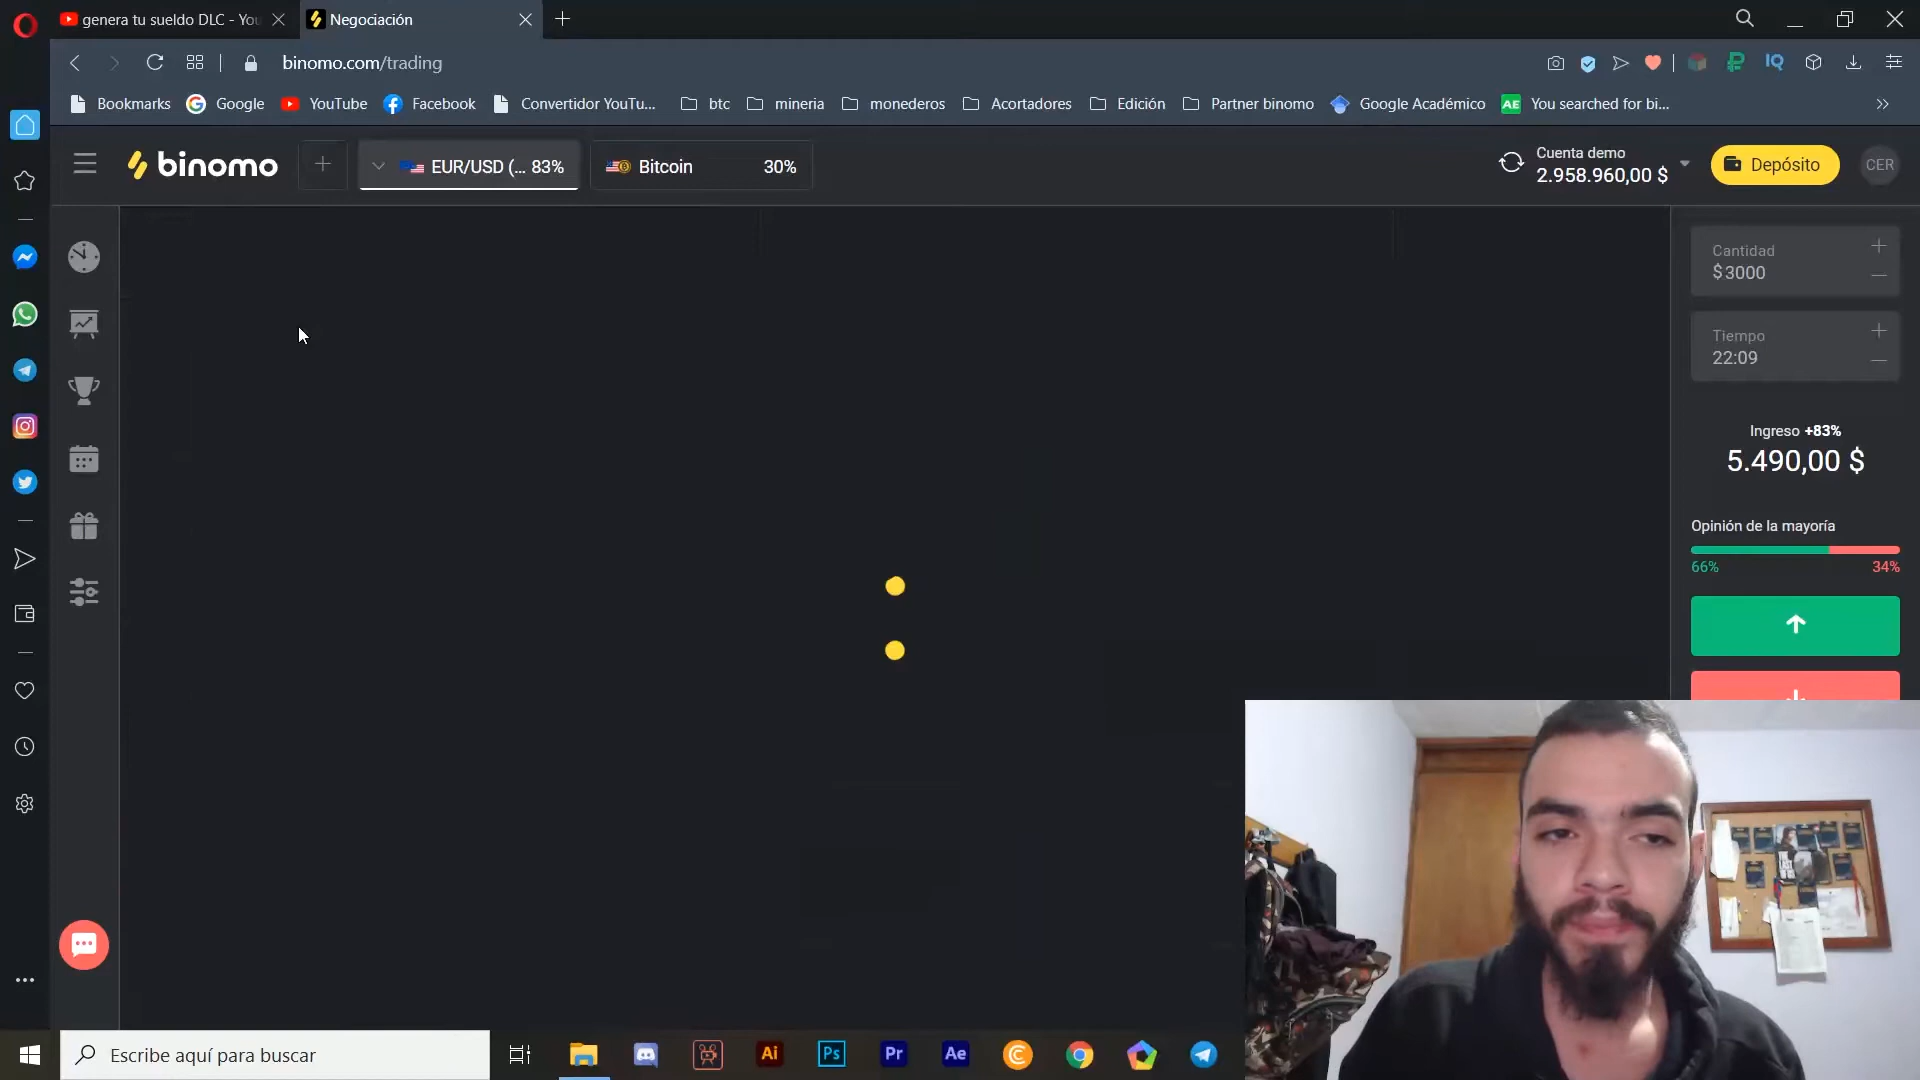 genera tu sueldo DLC - You
Negociación
binomo.com/trading
IQ
Bookmarks
Google
YouTube
Facebook
Convertidor YouTu...
btc
mineria
monederos
Acortadores
Edición
Partner binomo
Google Académico
AE
You searched for bi...
binomo
EUR/USD (... 83%
Bitcoin
30%
Cuenta demo
2.958.960,00 $
Depósito
CER
Cantidad
$3000
Tiempo
22:09
Ingreso +83%
5.490,00 $
Opinión de la mayoría
66%
34%
Escribe aquí para buscar
Ai
Ps
Pr
Ae